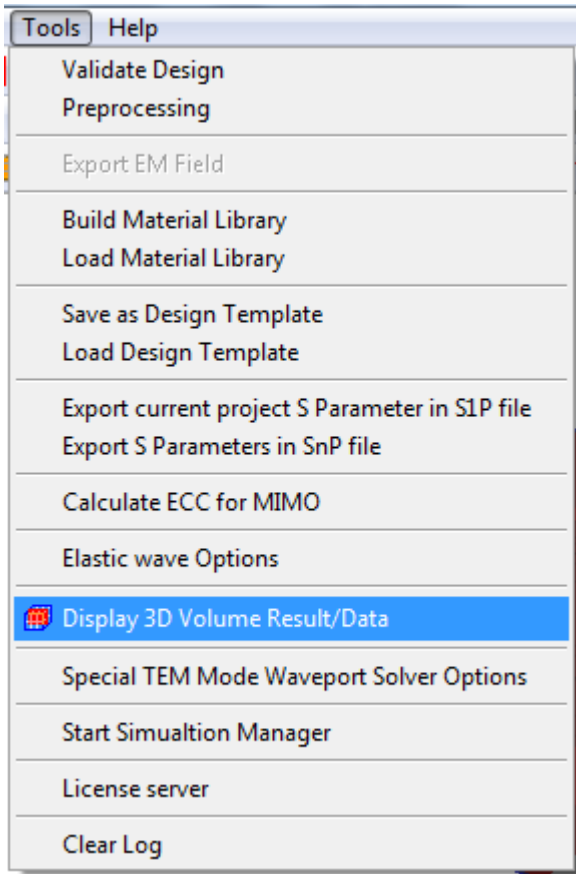 Tools Help
Validate Design
Preprocessing
Export EM Field
Build Material Library
Load Material Library
Save as Design Template
Load Design Template
Export current project S Parameter in S1P file
Export S Parameters in SnP file
Calculate ECC for MIMO
Elastic wave Options
Display 3D Volume Result/Data
Special TEM Mode Waveport Solver Options
Start Simualtion Manager
License server
Clear Log